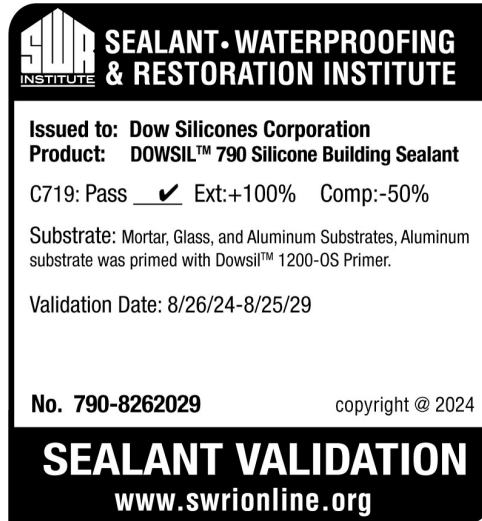 SWR
INSTITUTE
SEALANT • WATERPROOFING
& RESTORATION INSTITUTE
Issued to: Dow Silicones Corporation
Product: DOWSIL™ 790 Silicone Building Sealant
C719: Pass ✔ Ext:+100% Comp:-50%
Substrate: Mortar, Glass, and Aluminum Substrates, Aluminum
substrate was primed with Dowsil™ 1200-OS Primer.
Validation Date: 8/26/24-8/25/29
No. 790-8262029
copyright @ 2024
SEALANT VALIDATION
www.swrionline.org